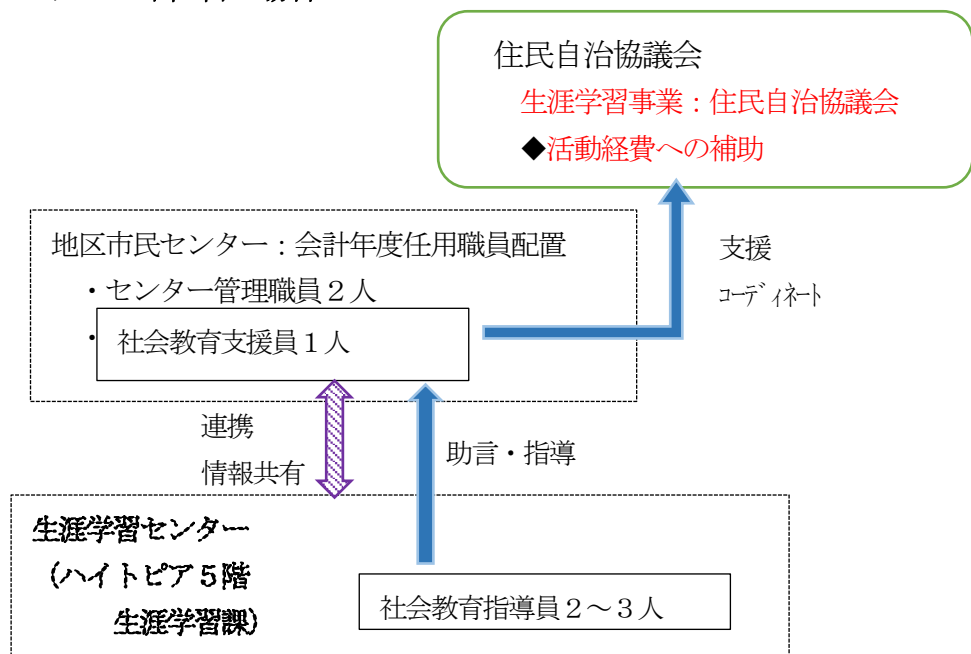 住民自治協議会
生涯学習事業：住民自治協議会
◆活動経費への補助
地区市民センター：会計年度任用職員配置
・センター管理職員２人
・社会教育支援員１人
支援
コーディネート
連携
情報共有
助言・指導
生涯学習センター
（ハイトピア５階
生涯学習課）
社会教育指導員２～３人